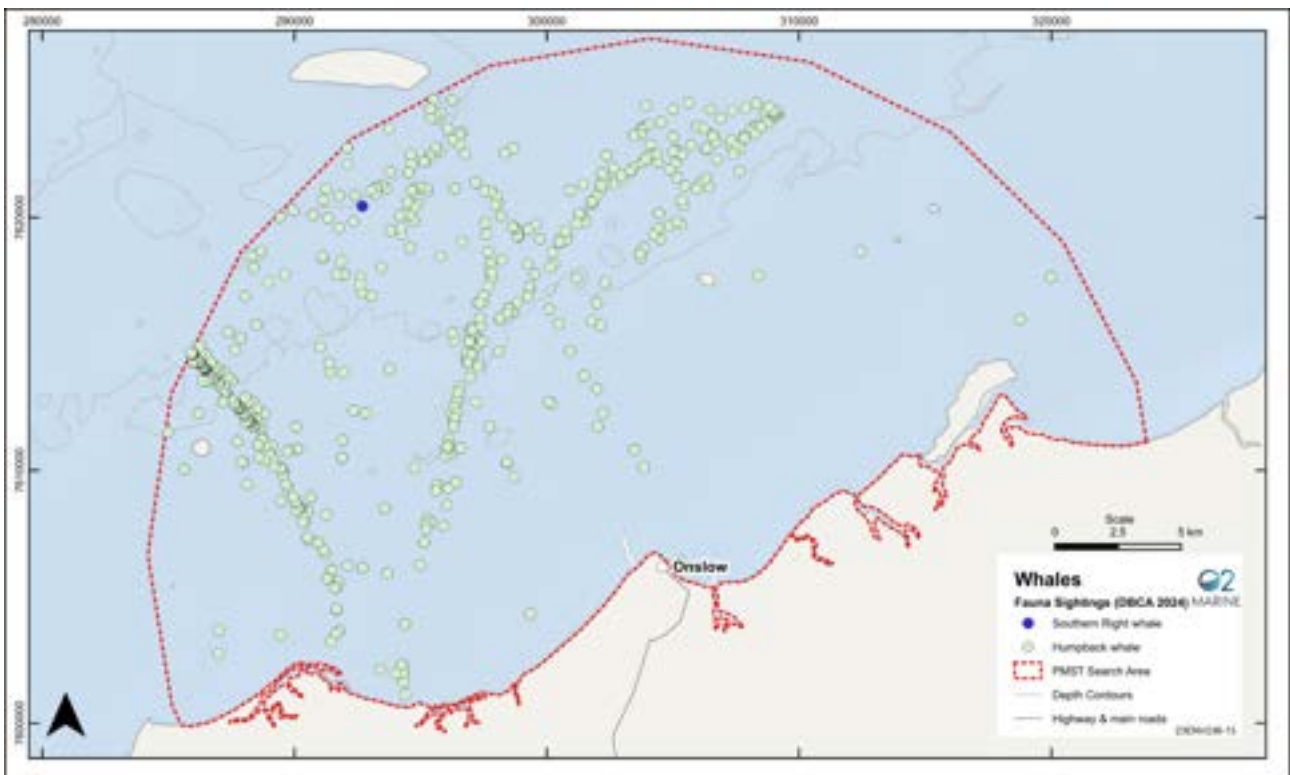 280000 290000 300000 310000 320000
7620000
7610000
7600000
Onslow
Scale
0 2.5 5 km
Whales
O2 MARINE
Fauna Sightings (DBCA 2024)
Southern Right whale
Humpback whale
PMST Search Area
Depth Contours
Highway & main roads